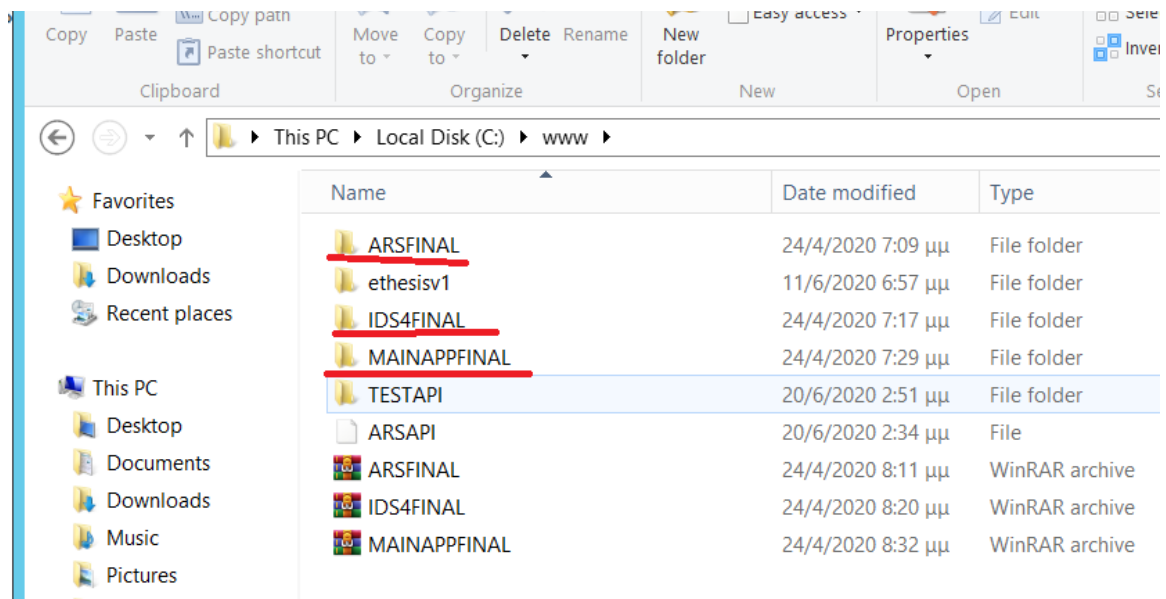 Copy path Easy access Edit Sele
Copy Paste Move Copy Delete Rename New Properties
Paste shortcut to to folder Inver
Clipboard Organize New Open Se
This PC Local Disk (C:) www
Name Date modified Type
Favorites
Desktop ARSFINAL 24/4/2020 7:09 μμ File folder
Downloads ethesisv1 11/6/2020 6:57 μμ File folder
Recent places IDS4FINAL 24/4/2020 7:17 μμ File folder
MAINAPPFINAL 24/4/2020 7:29 μμ File folder
This PC TESTAPI 20/6/2020 2:51 μμ File folder
Desktop ARSAPI 20/6/2020 2:34 μμ File
Documents ARSFINAL 24/4/2020 8:11 μμ WinRAR archive
Downloads IDS4FINAL 24/4/2020 8:20 μμ WinRAR archive
Music MAINAPPFINAL 24/4/2020 8:32 μμ WinRAR archive
Pictures